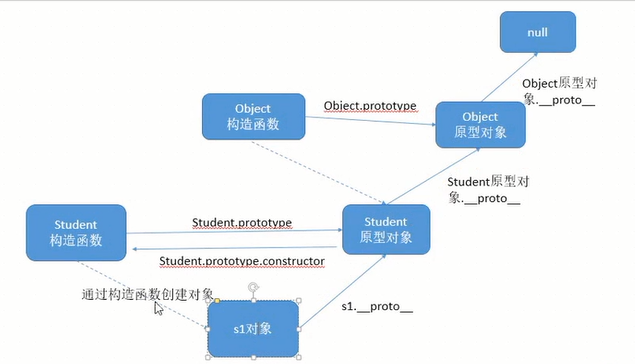 null
Object原型对
象.__proto__
Object
构造函数
Object.prototype
Object
原型对象
Student原型对
象.__proto__
Student
构造函数
Student.prototype
Student.prototype.constructor
Student
原型对象
通过构造函数创建对象
s1对象
s1.__proto__